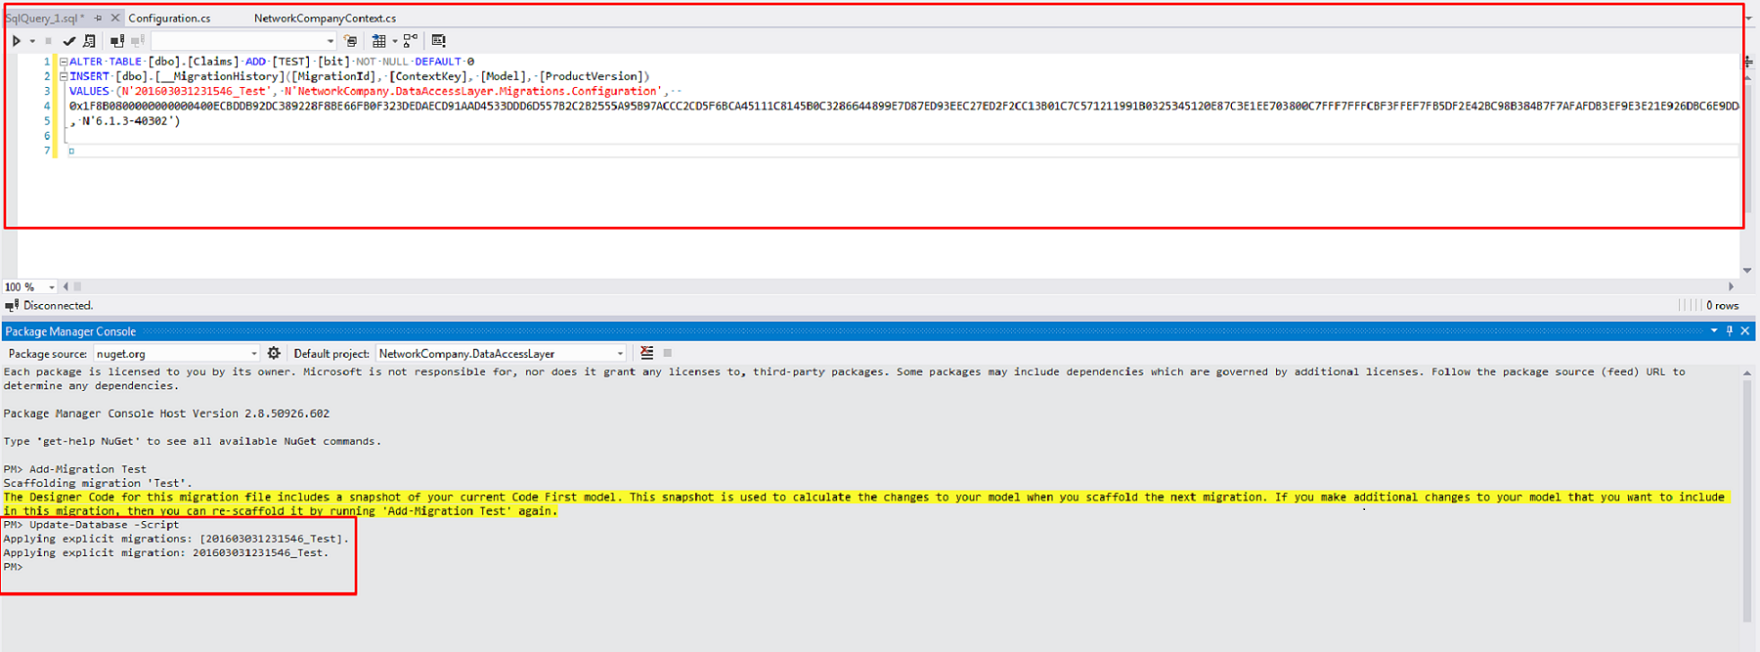 SqlQuery_1.sql* Configuration.cs NetworkCompanyContext.cs
1 ALTER TABLE [dbo].[Claims] ADD [TEST] [bit] NOT NULL DEFAULT 0
2 INSERT [dbo].[__MigrationHistory]([MigrationId], [ContextKey], [Model], [ProductVersion])
3 VALUES (N'201603031231546_Test', N'NetworkCompany.DataAccessLayer.Migrations.Configuration',
4
5 , N'6.1.3-40302')
6
7
100 %
Disconnected. 0 rows
Package Manager Console
Package source: nuget.org Default project: NetworkCompany.DataAccessLayer
Each package is licensed to you by its owner. Microsoft is not responsible for, nor does it grant any licenses to, third-party packages. Some packages may include dependencies which are governed by additional licenses. Follow the package source (feed) URL to
determine any dependencies.
Package Manager Console Host Version 2.8.50926.602
Type 'get-help NuGet' to see all available NuGet commands.
PM> Add-Migration Test
Scaffolding migration 'Test'.
The Designer Code for this migration file includes a snapshot of your current Code First model. This snapshot is used to calculate the changes to your model when you scaffold the next migration. If you make additional changes to your model that you want to include
in this migration, then you can re-scaffold it by running 'Add-Migration Test' again.
PM> Update-Database -Script
Applying explicit migrations: [201603031231546_Test].
Applying explicit migration: 201603031231546_Test.
PM>